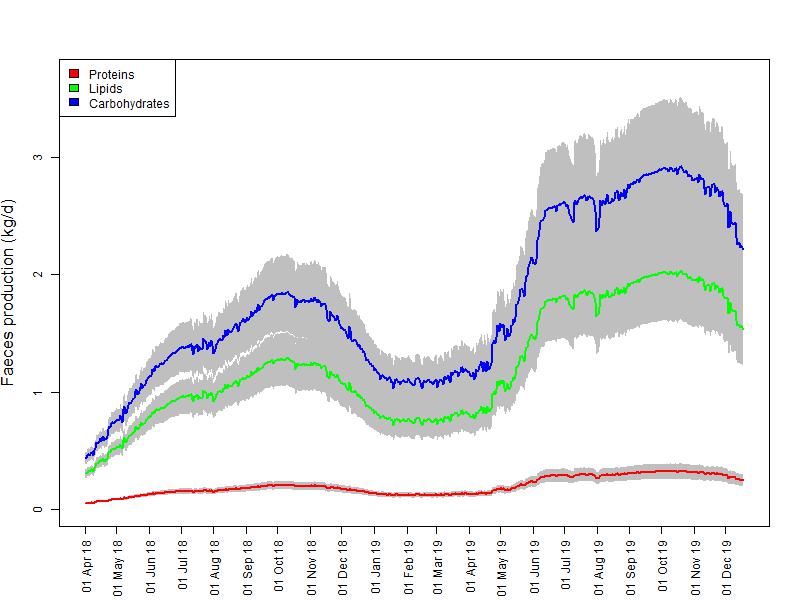 Proteins
Lipids
Carbohydrates
Faeces production (kg/d)
3
2
1
0
01 Apr 18
01 May 18
01 Jun 18
01 Jul 18
01 Aug 18
01 Sep 18
01 Oct 18
01 Nov 18
01 Dec 18
01 Jan 19
01 Feb 19
01 Mar 19
01 Apr 19
01 May 19
01 Jun 19
01 Jul 19
01 Aug 19
01 Sep 19
01 Oct 19
01 Nov 19
01 Dec 19